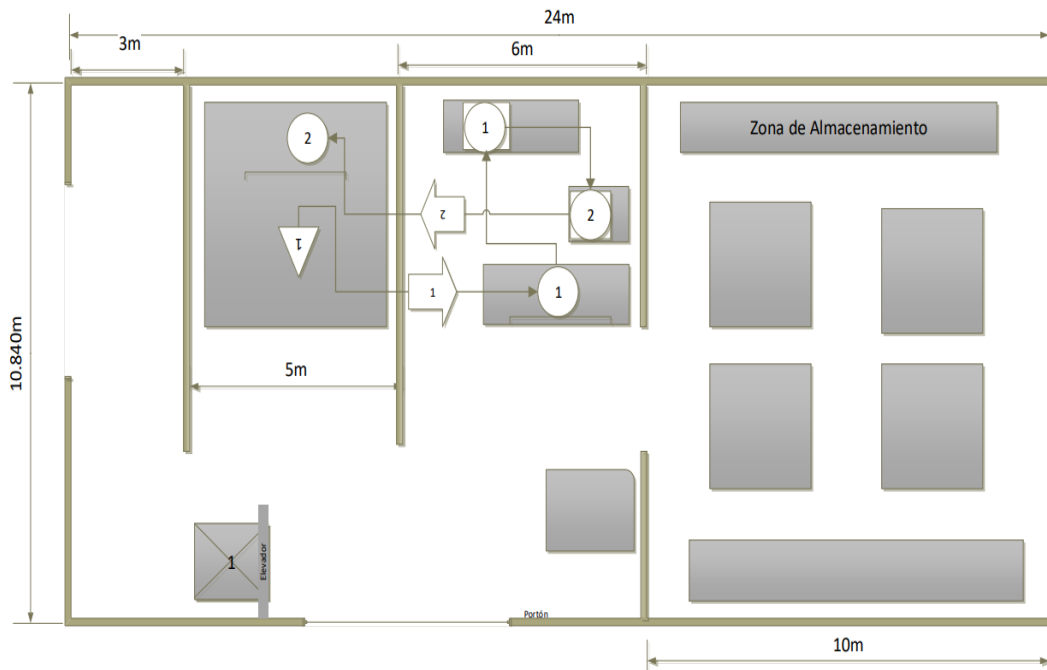 24m
3m
6m
1
Zona de Almacenamiento
2
2
2
1
1
1
10.840m
5m
1
Elevador
Portón
10m